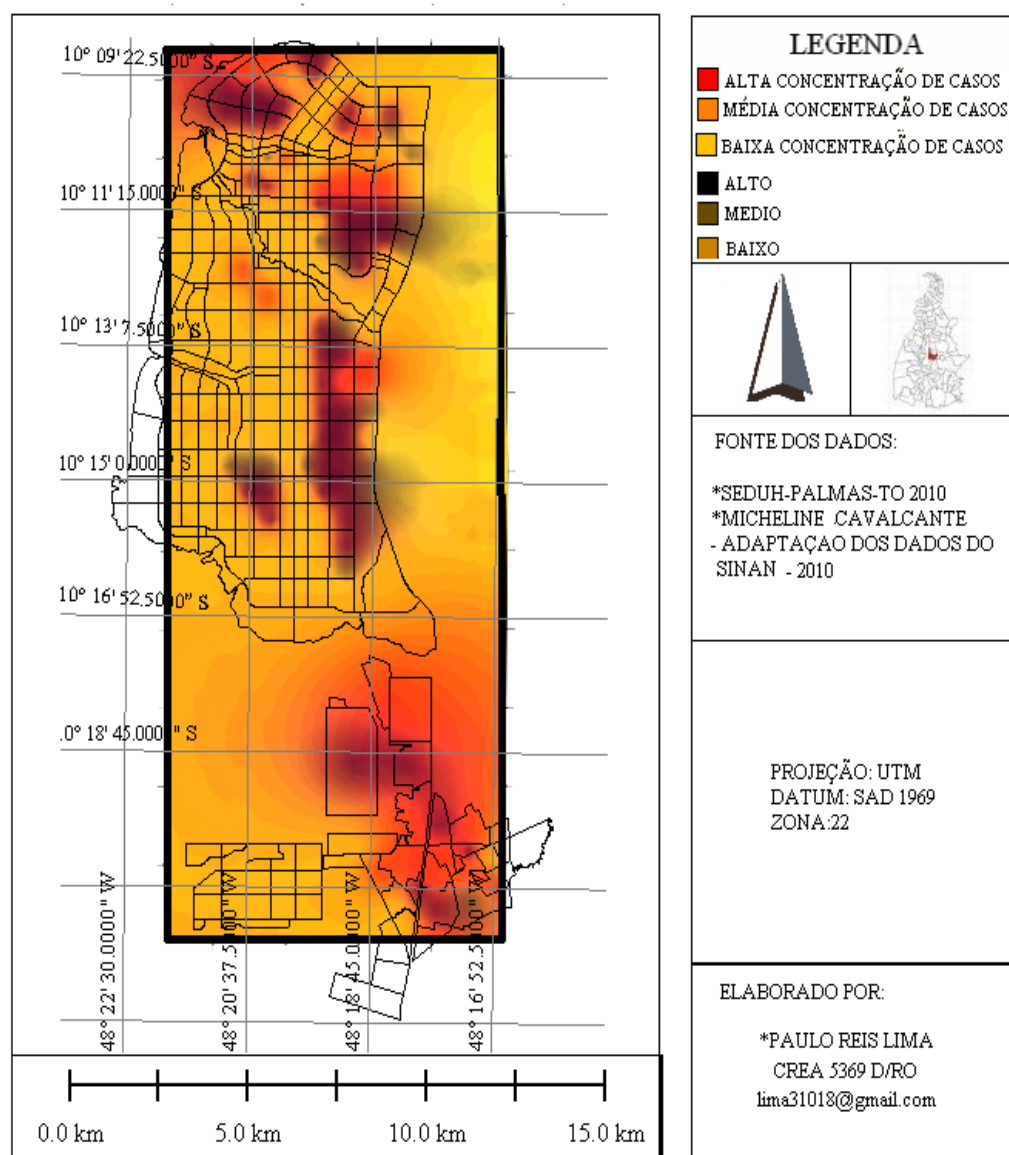 10° 09' 22.5000" S
10° 11' 15.0000" S
10° 13' 7.5000" S
10° 15' 0.0000" S
10° 16' 52.5000" S
.0° 18' 45.0000" S
48° 22' 30.0000" W
48° 20' 37.5000" W
48° 18' 45.0000" W
48° 16' 52.5000" W
0.0 km
5.0 km
10.0 km
15.0 km
LEGENDA
ALTA CONCENTRAÇÃO DE CASOS
MÉDIA CONCENTRAÇÃO DE CASOS
BAIXA CONCENTRAÇÃO DE CASOS
ALTO
MEDIO
BAIXO
FONTE DOS DADOS:
*SEDUH-PALMAS-TO 2010
*MICHELINE CAVALCANTE
- ADAPTAÇAO DOS DADOS DO
SINAN - 2010
PROJEÇÃO: UTM
DATUM: SAD 1969
ZONA:22
ELABORADO POR:
*PAULO REIS LIMA
CREA 5369 D/RO
lima31018@gmail.com